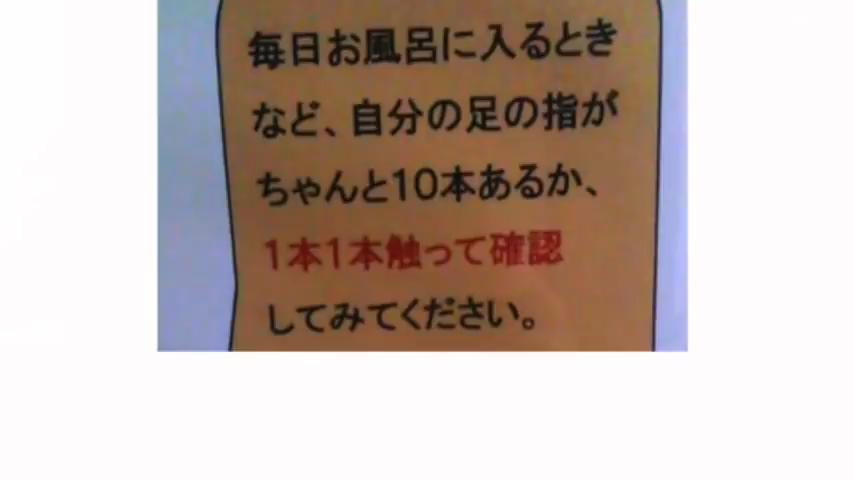 毎日お風呂に入るとき
など、自分の足の指が
ちゃんと10本あるか、
1本1本触って確認
してみてください。